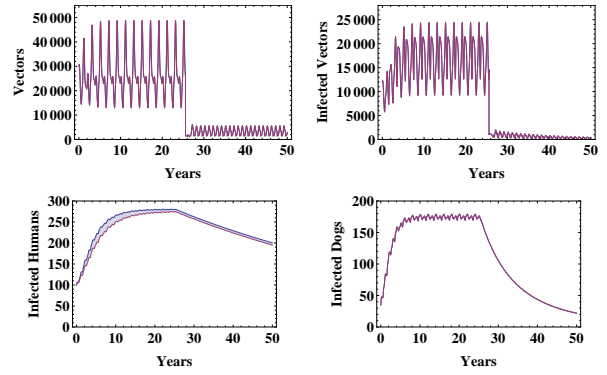 50 000
40 000
30 000
20 000
10 000
0
Vectors
0 10 20 30 40 50
Years
25 000
20 000
15 000
10 000
5000
0
Infected Vectors
0 10 20 30 40 50
Years
300
250
200
150
100
50
0
Infected Humans
0 10 20 30 40 50
Years
200
150
100
50
0
Infected Dogs
0 10 20 30 40 50
Years